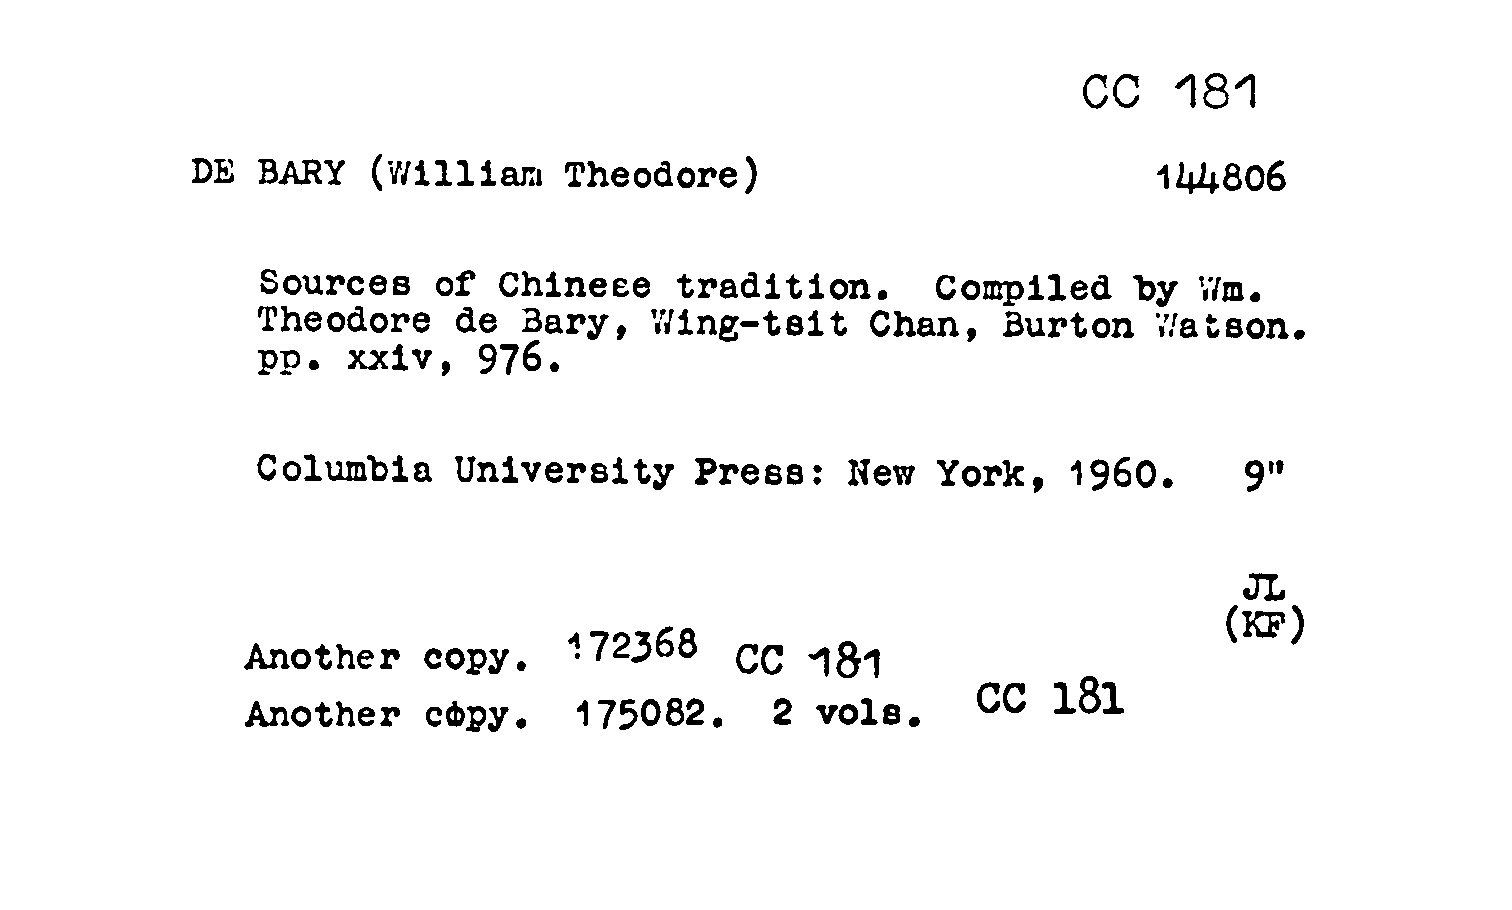 CC 181
DE BARY (William Theodore) 144806
Sources of Chinese tradition. Compiled by Wm.
Theodore de Bary, Wing-tsit Chan, Burton Watson.
pp. xxiv, 976.
Columbia University Press: New York, 1960. 9"
JL
(KF)
Another copy. 172368 CC 181
Another copy. 175082. 2 vols. CC 181